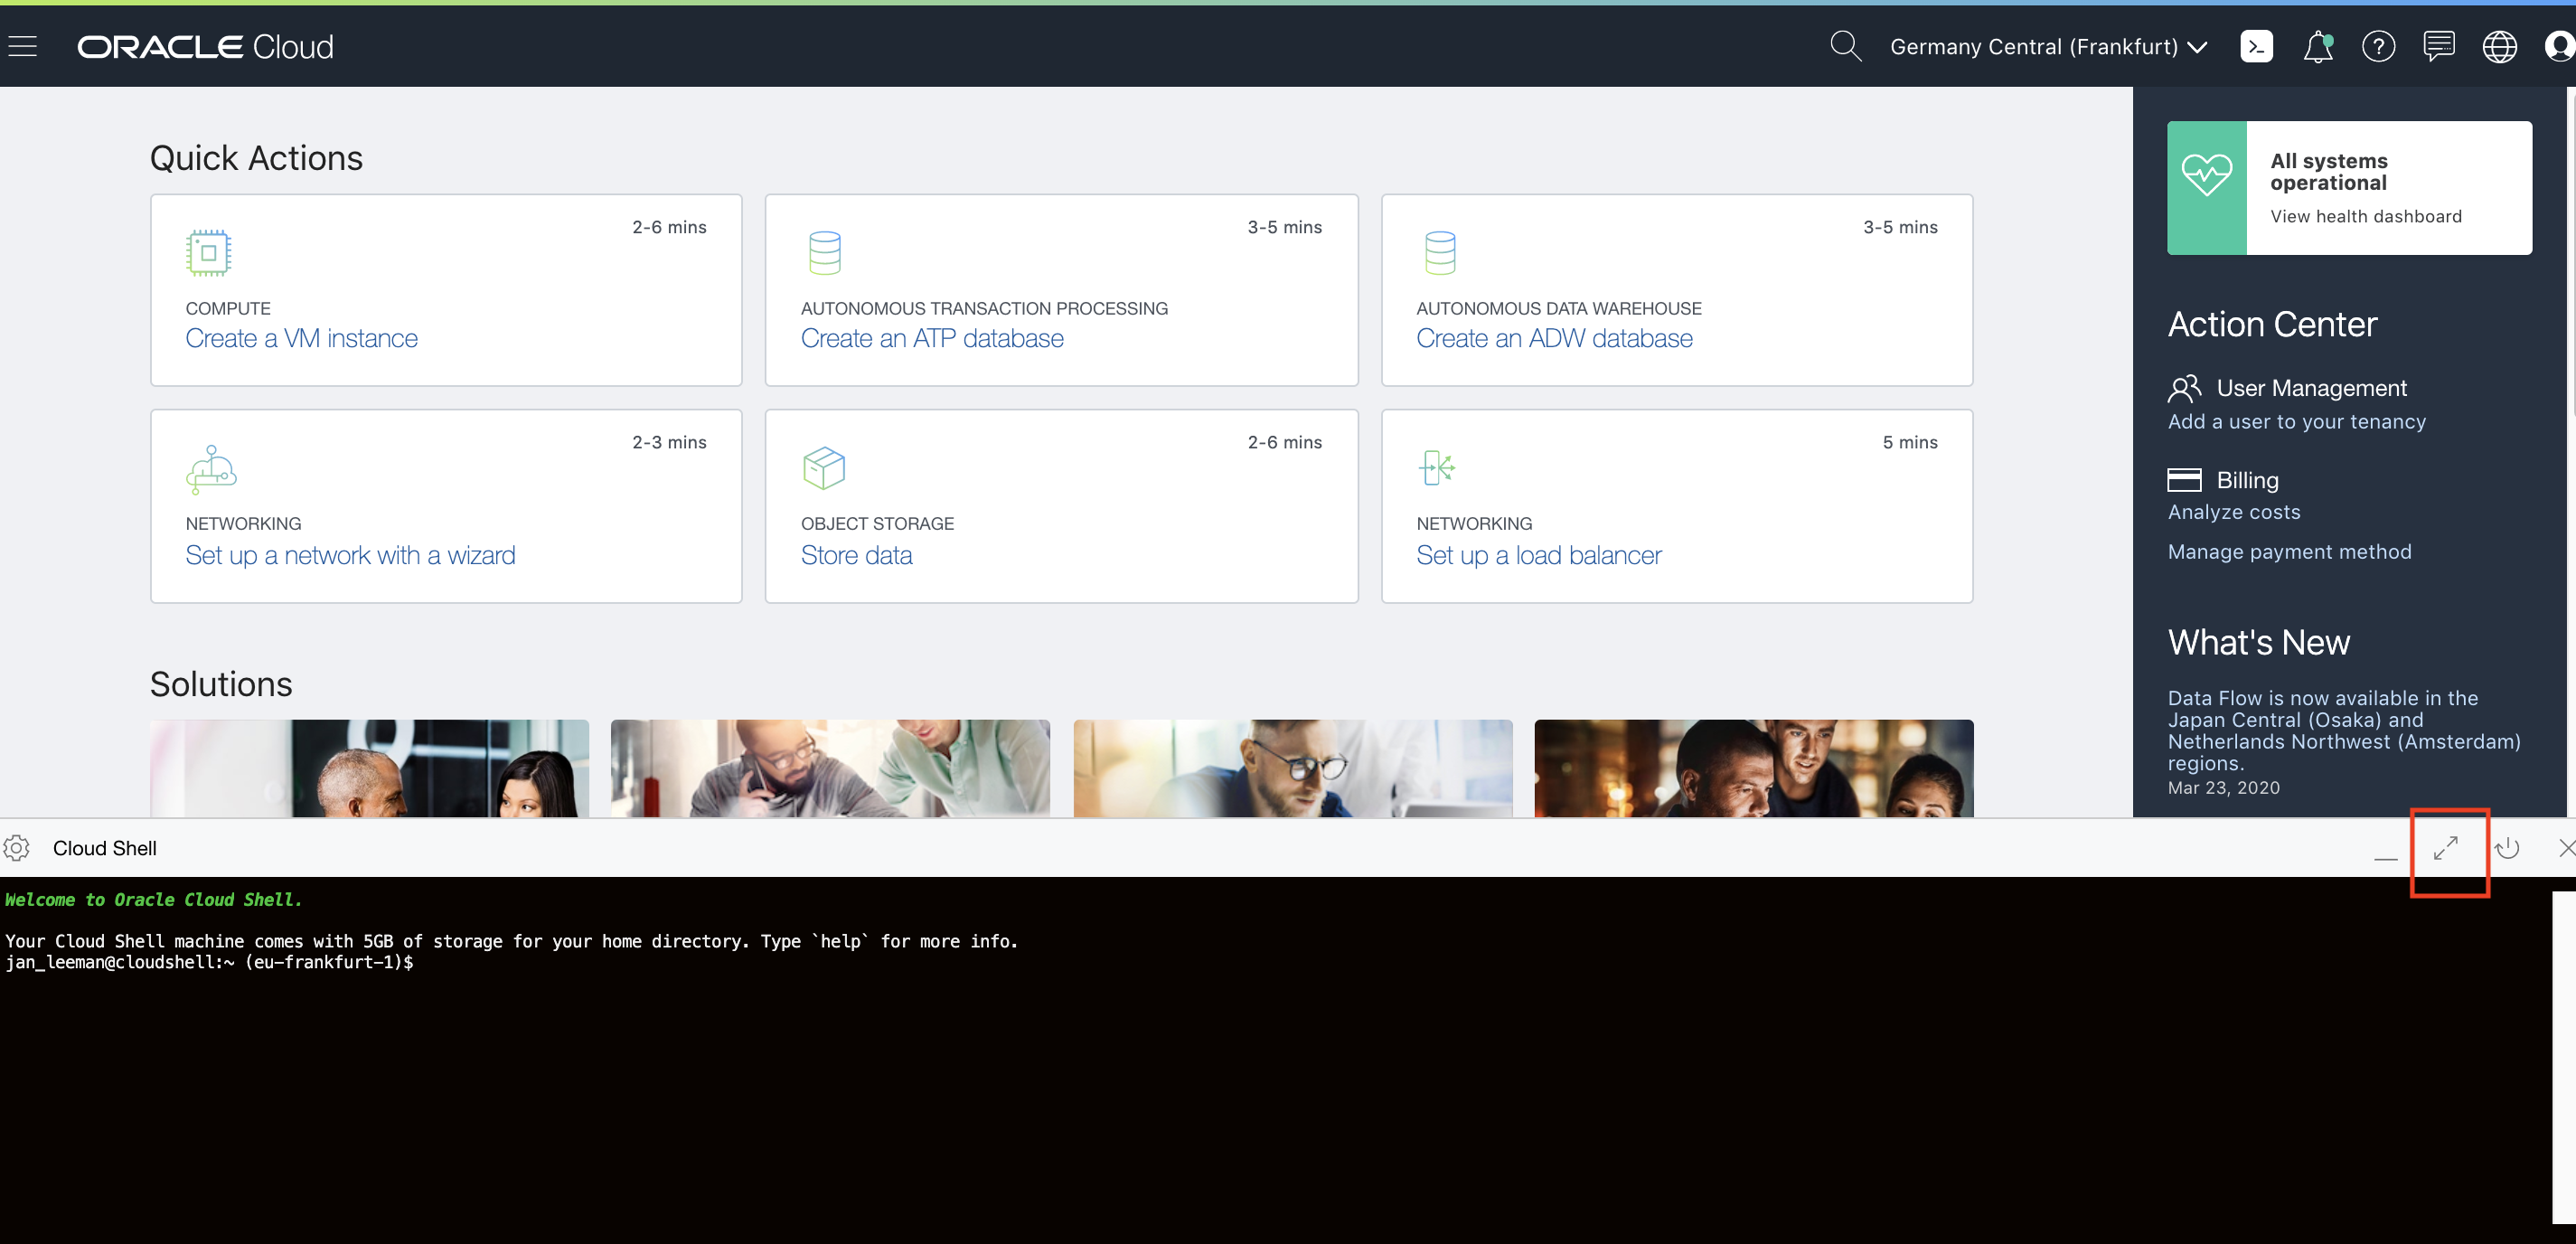 ORACLE Cloud
Germany Central (Frankfurt)
Quick Actions
2-6 mins
COMPUTE
Create a VM instance
3-5 mins
AUTONOMOUS TRANSACTION PROCESSING
Create an ATP database
3-5 mins
AUTONOMOUS DATA WAREHOUSE
Create an ADW database
2-3 mins
NETWORKING
Set up a network with a wizard
2-6 mins
OBJECT STORAGE
Store data
5 mins
NETWORKING
Set up a load balancer
Solutions
All systems
operational
View health dashboard
Action Center
User Management
Add a user to your tenancy
Billing
Analyze costs
Manage payment method
What's New
Data Flow is now available in the
Japan Central (Osaka) and
Netherlands Northwest (Amsterdam)
regions.
Mar 23, 2020
Cloud Shell
Welcome to Oracle Cloud Shell.
Your Cloud Shell machine comes with 5GB of storage for your home directory. Type `help` for more info.
jan_leeman@cloudshell:~ (eu-frankfurt-1)$